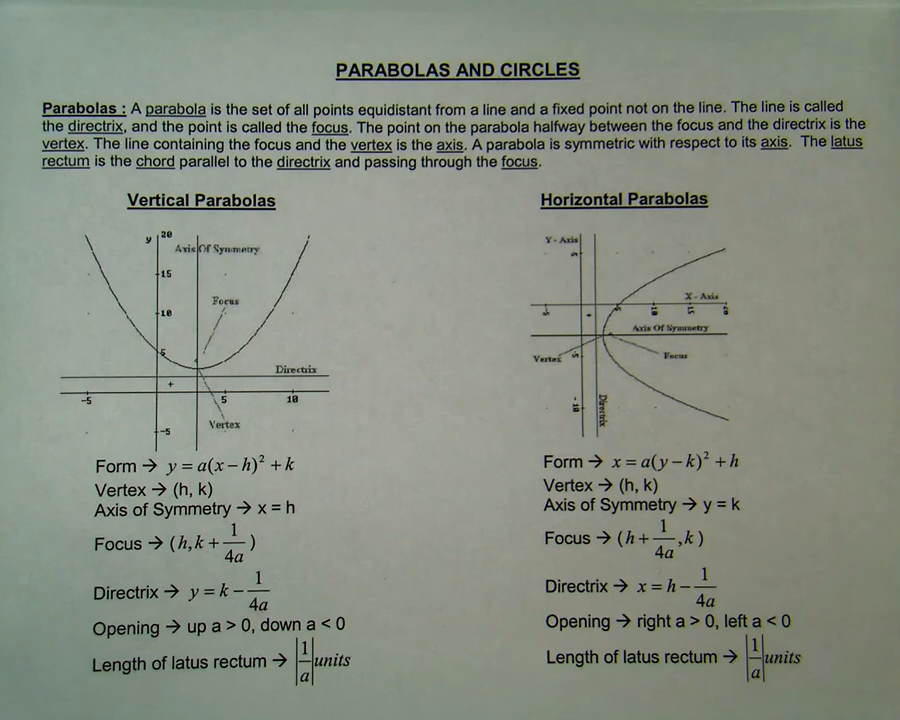 PARABOLAS AND CIRCLES
Parabolas : A parabola is the set of all points equidistant from a line and a fixed point not on the line. The line is called
the directrix, and the point is called the focus. The point on the parabola halfway between the focus and the directrix is the
vertex. The line containing the focus and the vertex is the axis. A parabola is symmetric with respect to its axis. The latus
rectum is the chord parallel to the directrix and passing through the focus.
Vertical Parabolas
y 20
Axis Of Symmetry
15
Focus
10
5
Directrix
-5 5 10
Vertex
-5
Form → y = a(x − h)² + k
Vertex → (h, k)
Axis of Symmetry → x = h
Focus → (h, k + 1/4a)
Directrix → y = k − 1/4a
Opening → up a > 0, down a < 0
Length of latus rectum → |1/a| units
Horizontal Parabolas
Y - Axis
5
X - Axis
-5 5 10 15 20
Axis Of Symmetry
Vertex -5 Focus
-10 Directrix
Form → x = a(y − k)² + h
Vertex → (h, k)
Axis of Symmetry → y = k
Focus → (h + 1/4a, k)
Directrix → x = h − 1/4a
Opening → right a > 0, left a < 0
Length of latus rectum → |1/a| units